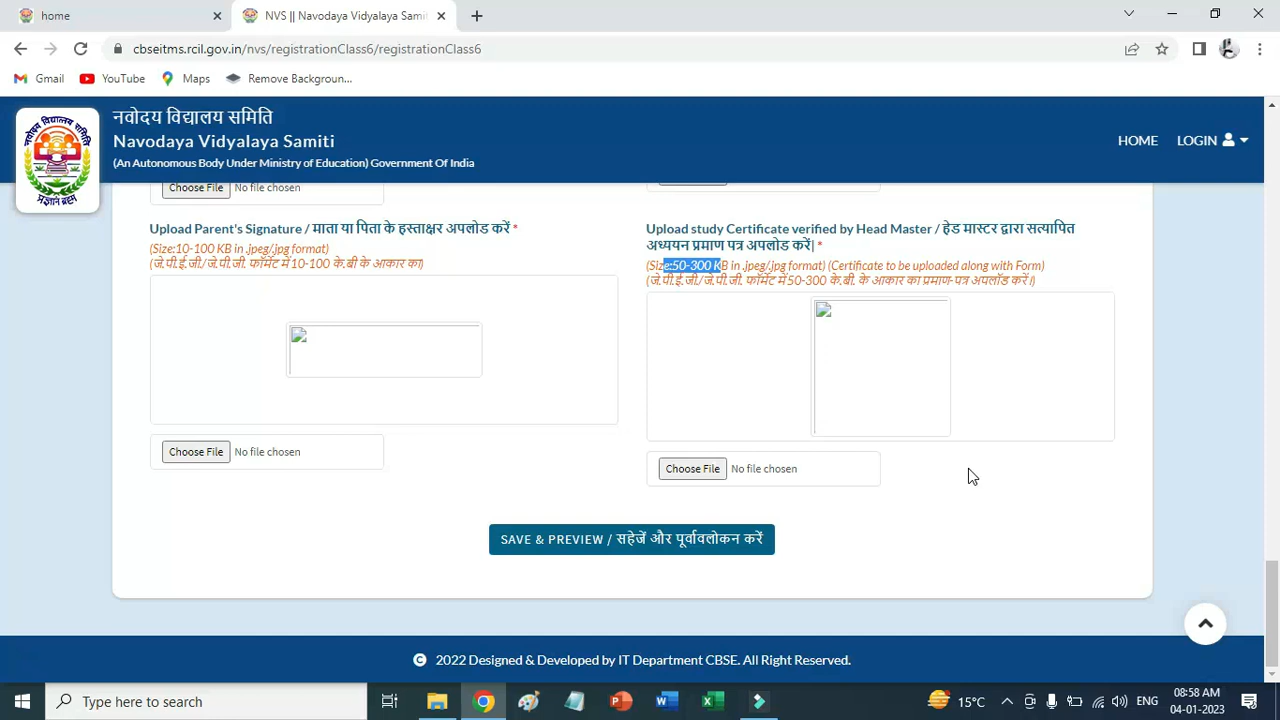 home
NVS || Navodaya Vidyalaya Sami
cbseitms.rcil.gov.in/nvs/registrationClass6/registrationClass6
Gmail
YouTube
Maps
Remove Backgroun...
नवोदय विद्यालय समिति
Navodaya Vidyalaya Samiti
(An Autonomous Body Under Ministry of Education) Government Of India
HOME
LOGIN
Choose File No file chosen
Upload Parent's Signature / माता या पिता के हस्ताक्षर अपलोड करें *
(Size:10-100 KB in .jpeg/.jpg format)
(जे.पी.ई.जी./जे.पी.जी. फॉर्मेट में 10-100 के.बी के आकार का)
Choose File No file chosen
Upload study Certificate verified by Head Master / हेड मास्टर द्वारा सत्यापित
अध्ययन प्रमाण पत्र अपलोड करें| *
(Size:50-300 KB in .jpeg/.jpg format) (Certificate to be uploaded along with Form)
(जे.पी.ई.जी./जे.पी.जी. फॉर्मेट में 50-300 के.बी. के आकार का प्रमाण-पत्र अपलोड करें।)
Choose File No file chosen
SAVE & PREVIEW / सहेजें और पूर्वावलोकन करें
2022 Designed & Developed by IT Department CBSE. All Right Reserved.
Type here to search
15°C
ENG
08:58 AM
04-01-2023